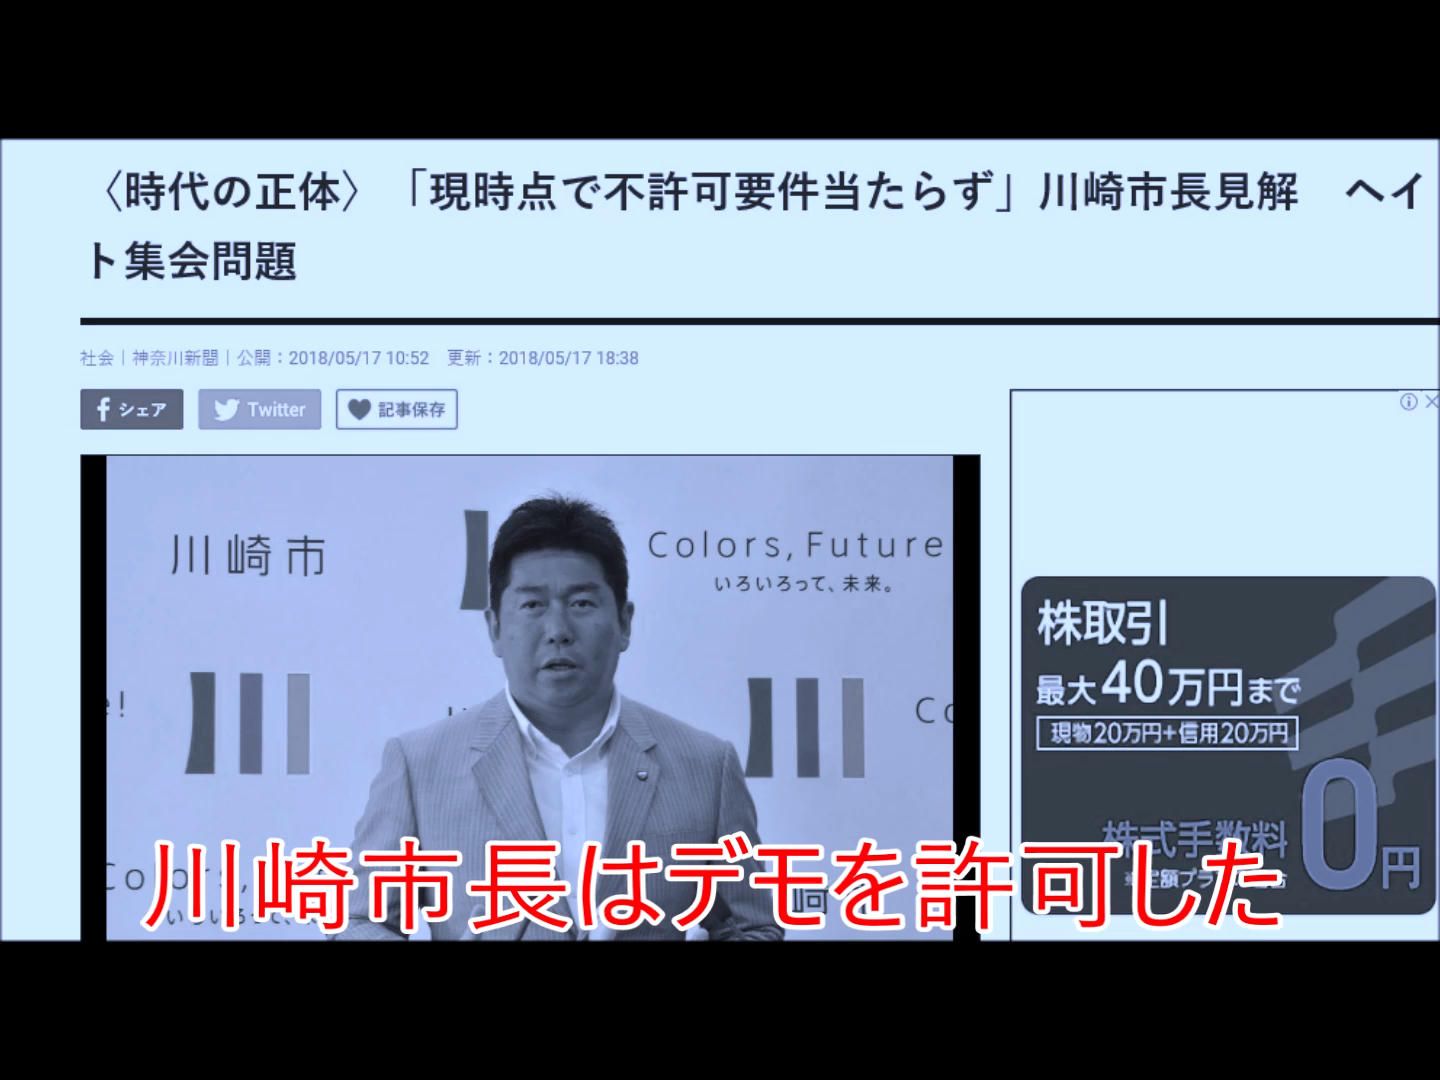 〈時代の正体〉「現時点で不許可要件当たらず」川崎市長見解　ヘイ
ト集会問題
社会｜神奈川新聞｜公開：2018/05/17 10:52　更新：2018/05/17 18:38
シェア
Twitter
記事保存
川崎市
Colors, Future
いろいろって、未来。
株取引
最大40万円まで
現物20万円+信用20万円
株式手数料
0円
川崎市長はデモを許可した